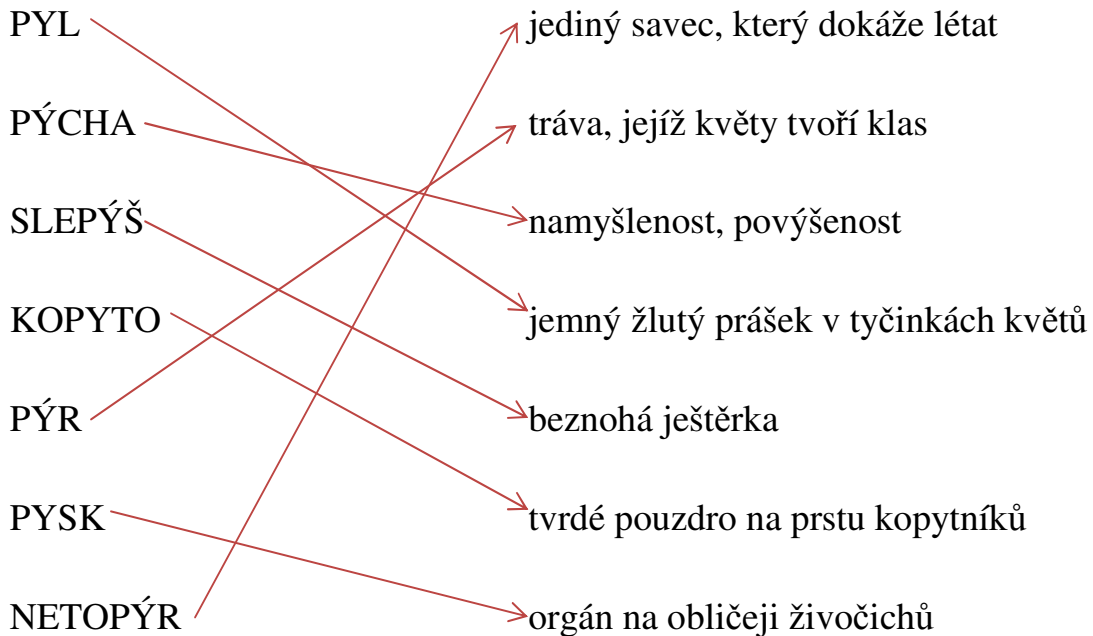 PYL jediný savec, který dokáže létat
PÝCHA tráva, jejíž květy tvoří klas
SLEPÝŠ namyšlenost, povýšenost
KOPYTO jemný žlutý prášek v tyčinkách květů
PÝR beznohá ještěrka
PYSK tvrdé pouzdro na prstu kopytníků
NETOPÝR orgán na obličeji živočichů